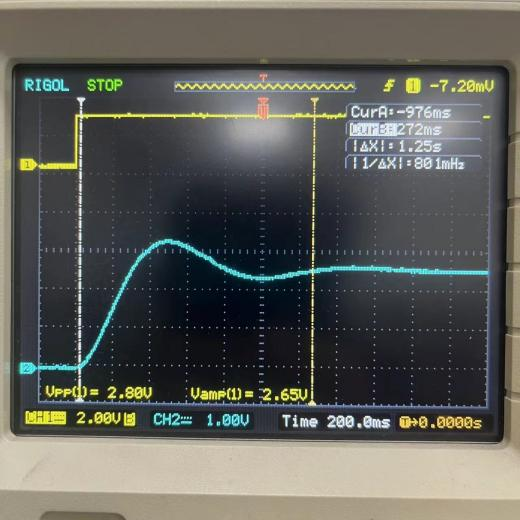 RIGOL STOP T 1 -7.20mV
CurA:-976ms
CurB:272ms
|ΔX|:1.25s
|1/ΔX|:801mHz
1
2
Vpp(1)= 2.80V Vamp(1)= 2.65V
CH1 2.00V B CH2 1.00V Time 200.0ms T→0.0000s